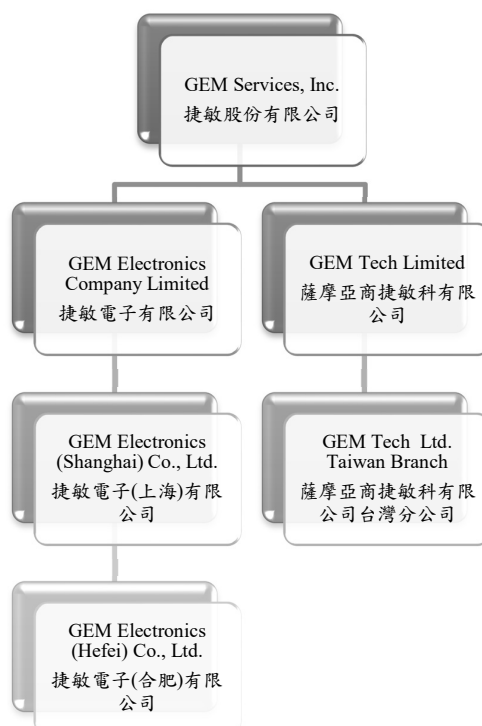 GEM Services, Inc.
捷敏股份有限公司
GEM Electronics
Company Limited
捷敏電子有限公司
GEM Tech Limited
薩摩亞商捷敏科有限
公司
GEM Electronics
(Shanghai) Co., Ltd.
捷敏電子(上海)有限
公司
GEM Tech Ltd.
Taiwan Branch
薩摩亞商捷敏科有限
公司台灣分公司
GEM Electronics
(Hefei) Co., Ltd.
捷敏電子(合肥)有限
公司